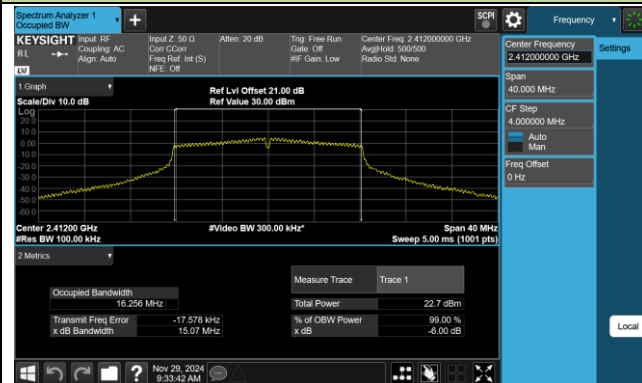 Spectrum Analyzer 1
Occupied BW
+
SCPI
Frequency
KEYSIGHT
RL
LXI
Input: RF
Coupling: AC
Align: Auto
Input Z: 50 Ω
Corr CCorr
Freq Ref: Int (S)
NFE: Off
Atten: 20 dB
Trig: Free Run
Gate: Off
#IF Gain: Low
Center Freq: 2.412000000 GHz
Avg|Hold: 500/500
Radio Std: None
Center Frequency
2.412000000 GHz
Settings
Span
40.000 MHz
CF Step
4.000000 MHz
Auto
Man
Freq Offset
0 Hz
Local
1 Graph
Scale/Div 10.0 dB
Ref Lvl Offset 21.00 dB
Ref Value 30.00 dBm
Log
20.0
10.0
0.00
-10.0
-20.0
-30.0
-40.0
-50.0
-60.0
Center 2.41200 GHz
#Video BW 300.00 kHz*
Span 40 MHz
#Res BW 100.00 kHz
Sweep 5.00 ms (1001 pts)
2 Metrics
Measure Trace
Trace 1
Occupied Bandwidth
16.256 MHz
Total Power
22.7 dBm
Transmit Freq Error
-17.578 kHz
% of OBW Power
99.00 %
x dB Bandwidth
15.07 MHz
x dB
-6.00 dB
?
Nov 29, 2024
9:33:42 AM